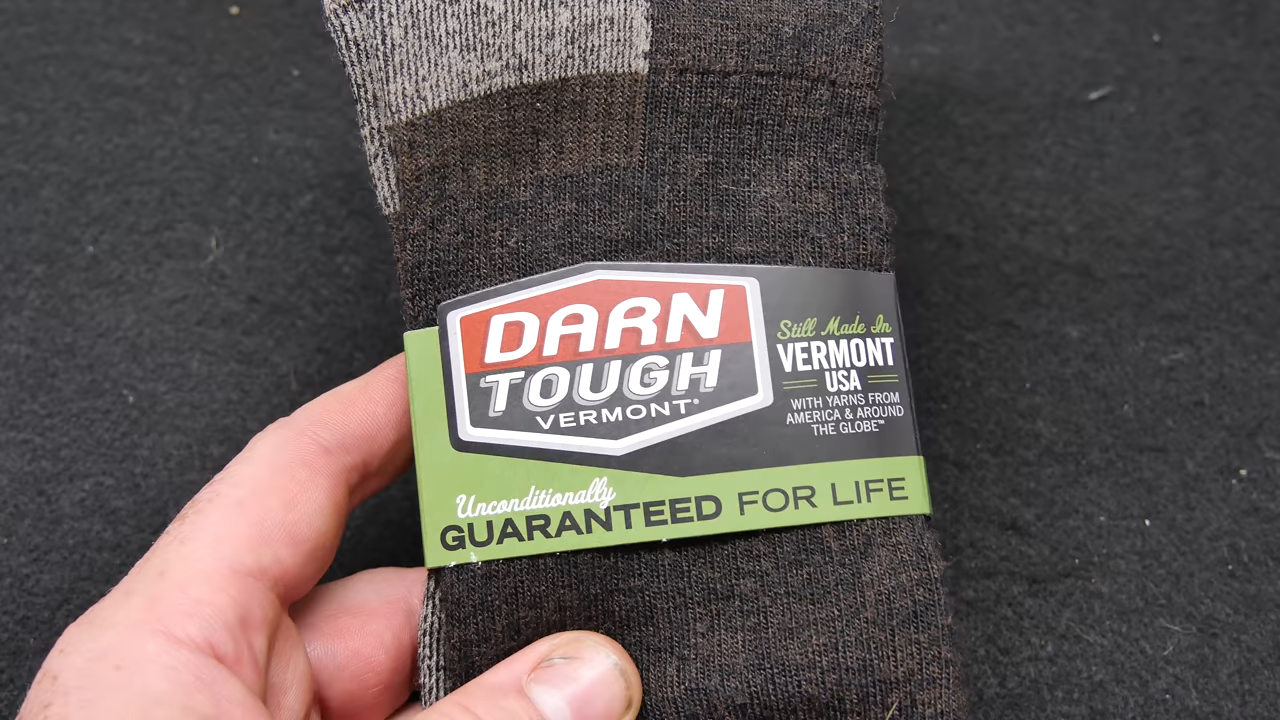 DARN
TOUGH
VERMONT®
Still Made In
VERMONT
USA
WITH YARNS FROM
AMERICA & AROUND
THE GLOBE™
Unconditionally
GUARANTEED FOR LIFE